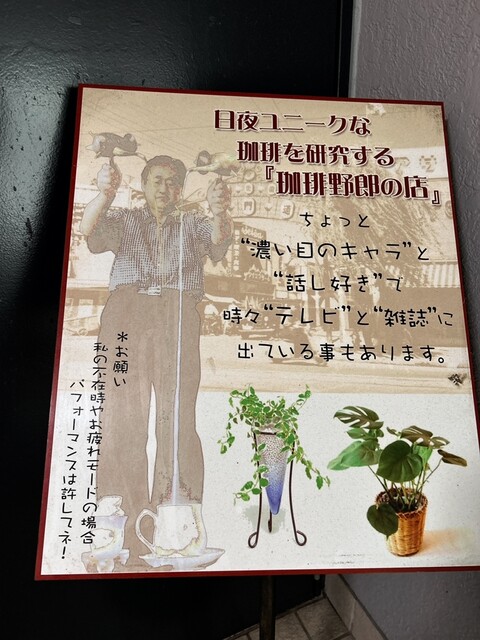 日夜ユニークな
珈琲を研究する
『珈琲野郎の店』
ちょっと
“濃い目のキャラ”と
“話し好き”で
時々“テレビ”と“雑誌”に
出ている事もあります。
＊お願い
私の不在時やお疲れモードの場合
パフォーマンスは許してネ！